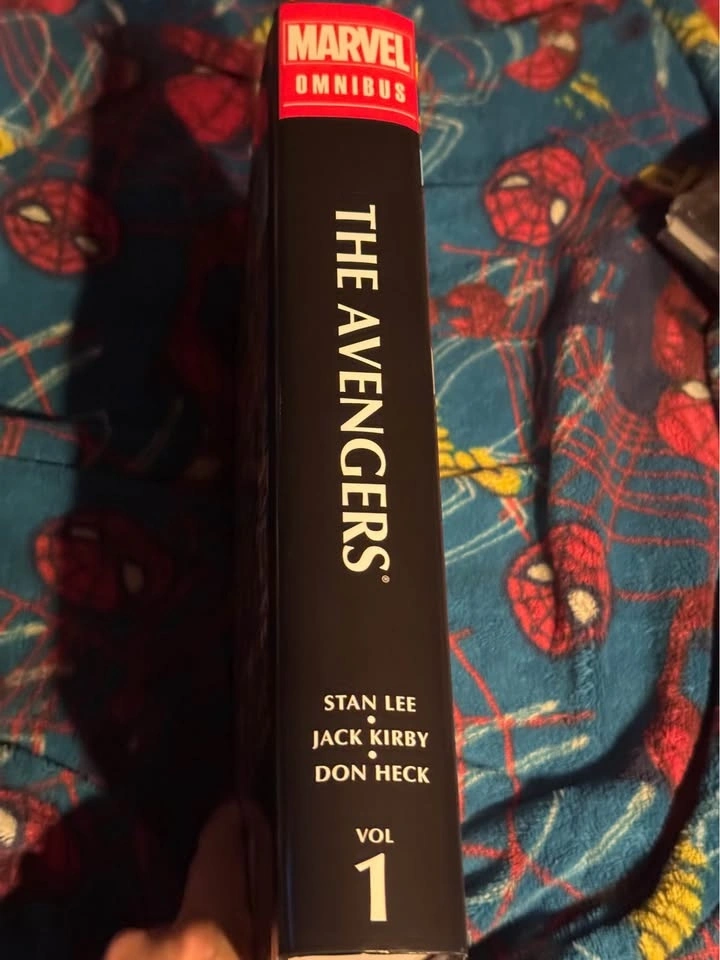 MARVEL
OMNIBUS
THE AVENGERS®
STAN LEE
•
JACK KIRBY
•
DON HECK
VOL
1